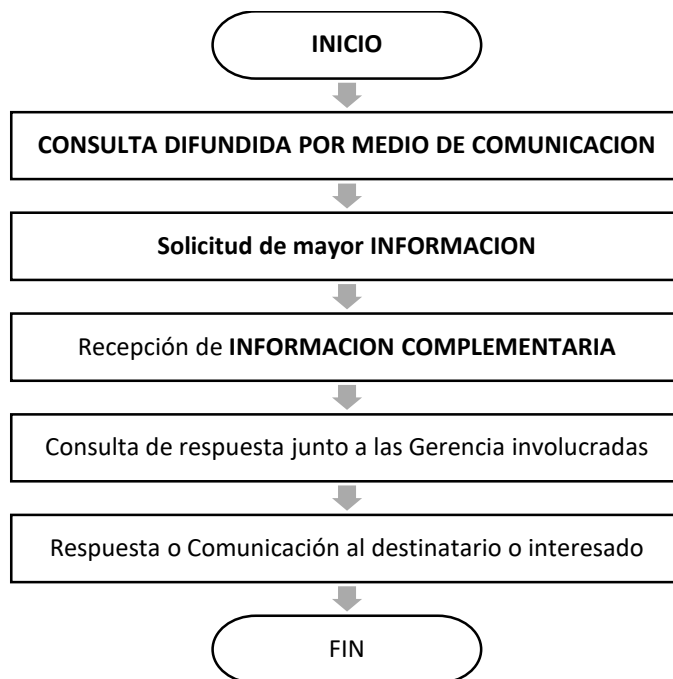 INICIO
CONSULTA DIFUNDIDA POR MEDIO DE COMUNICACION
Solicitud de mayor INFORMACION
Recepción de INFORMACION COMPLEMENTARIA
Consulta de respuesta junto a las Gerencia involucradas
Respuesta o Comunicación al destinatario o interesado
FIN